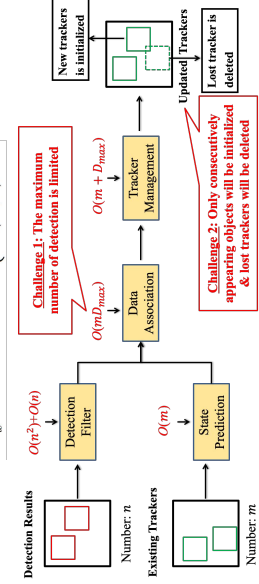 Detection Results
Number: n
Existing Trackers
Number: m
O(n²)+O(n)
Detection
Filter
O(m)
State
Prediction
Challenge 1: The maximum
number of detection is limited
O(mD_max)
Data
Association
O(m + D_max)
Tracker
Management
Challenge 2: Only consecutively
appearing objects will be initialized
& lost trackers will be deleted
New trackers
is initialized
Updated Trackers
Lost tracker is
deleted